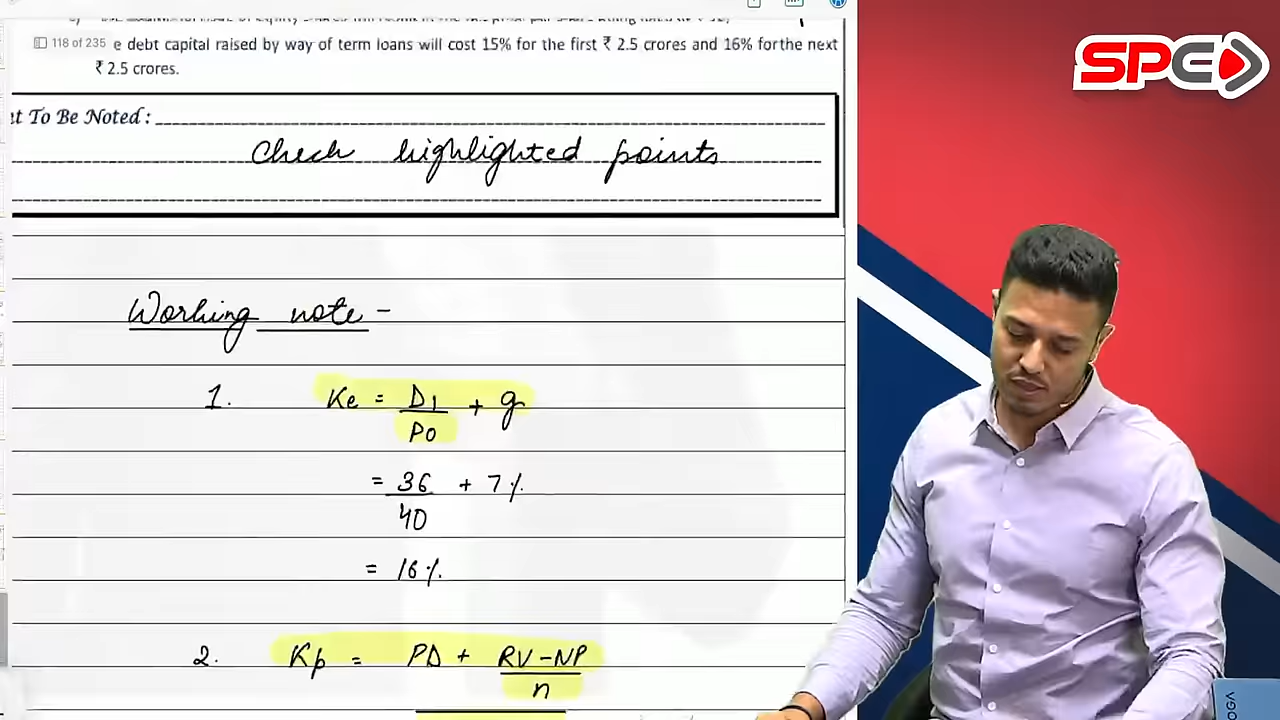 118 of 235 e debt capital raised by way of term loans will cost 15% for the first ₹ 2.5 crores and 16% for the next
₹ 2.5 crores.
t To Be Noted :
Check highlighted points
Working note -
1. Ke = D1 + g
P0
= 36 + 7%
40
= 16%
2. Kp = PD + RV - NP
n
SPC
OGA